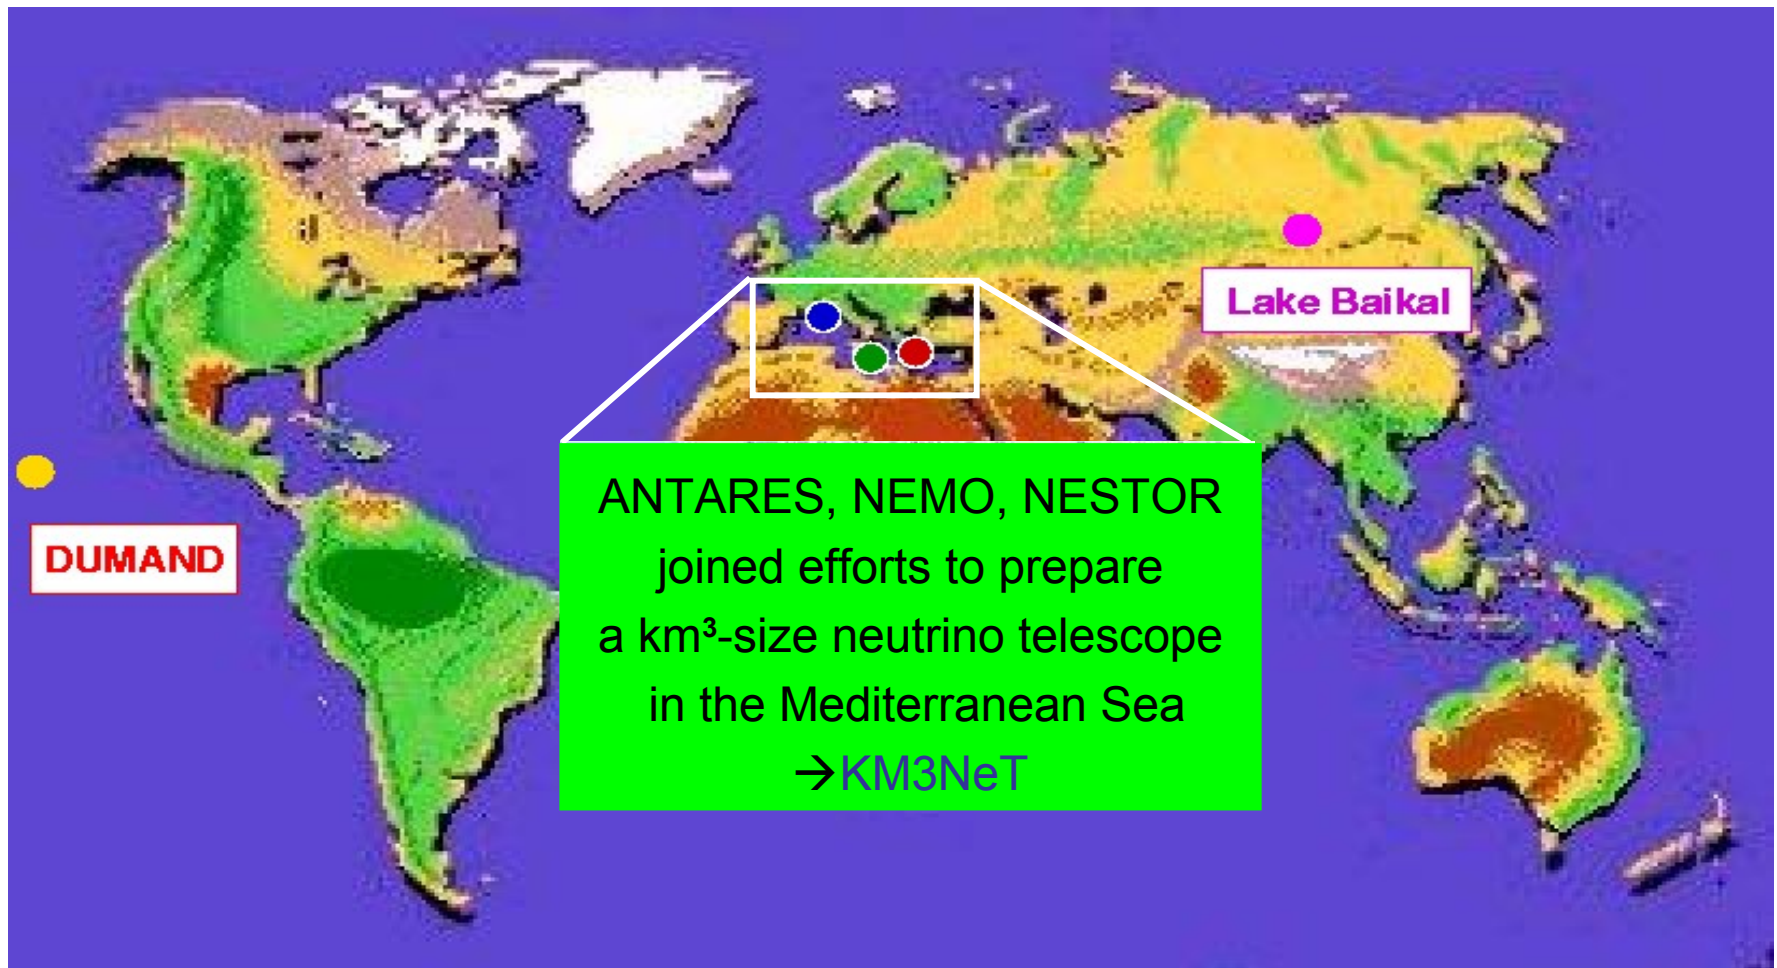 Lake Baikal
DUMAND
ANTARES, NEMO, NESTOR
joined efforts to prepare
a km³-size neutrino telescope
in the Mediterranean Sea
→KM3NeT